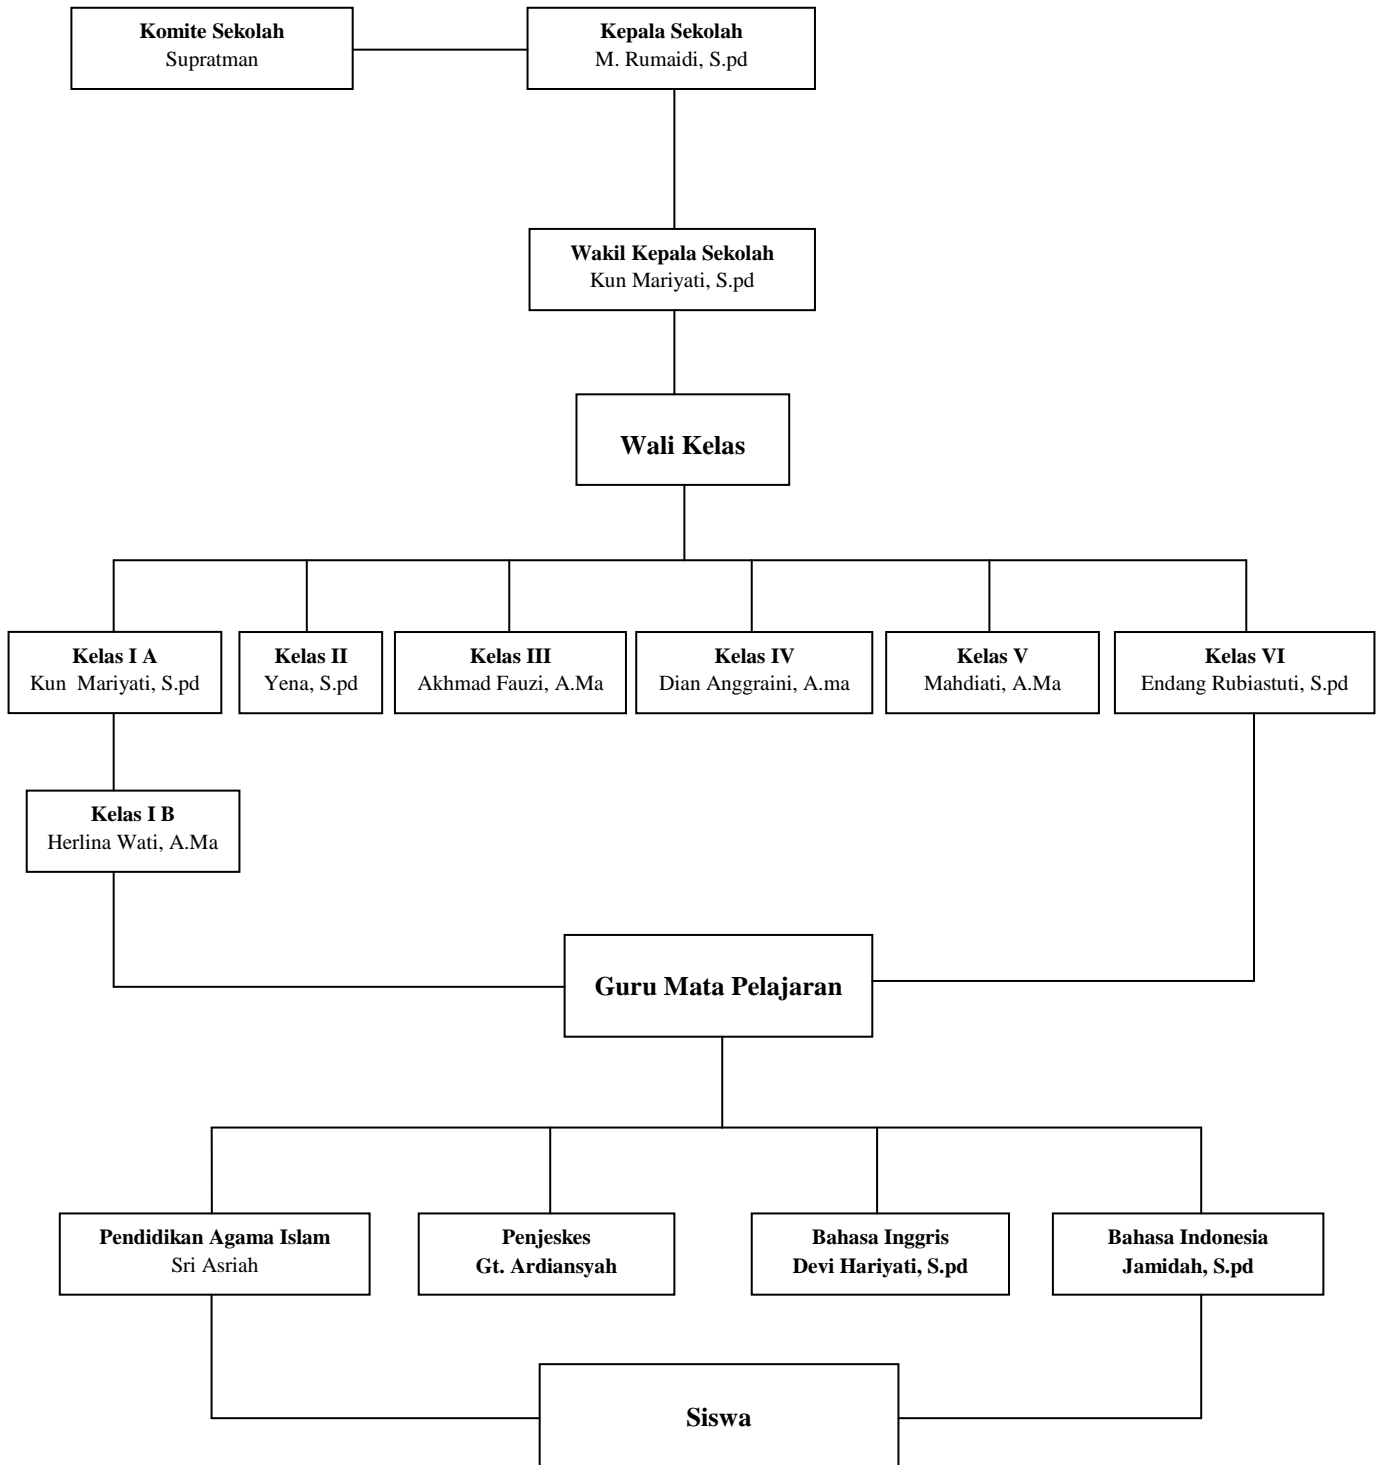 Komite Sekolah
Supratman
Kepala Sekolah
M. Rumaidi, S.pd
Wakil Kepala Sekolah
Kun Mariyati, S.pd
Wali Kelas
Kelas I A
Kun  Mariyati, S.pd
Kelas II
Yena, S.pd
Kelas III
Akhmad Fauzi, A.Ma
Kelas IV
Dian Anggraini, A.ma
Kelas V
Mahdiati, A.Ma
Kelas VI
Endang Rubiastuti, S.pd
Kelas I B
Herlina Wati, A.Ma
Guru Mata Pelajaran
Pendidikan Agama Islam
Sri Asriah
Penjeskes
Gt. Ardiansyah
Bahasa Inggris
Devi Hariyati, S.pd
Bahasa Indonesia
Jamidah, S.pd
Siswa